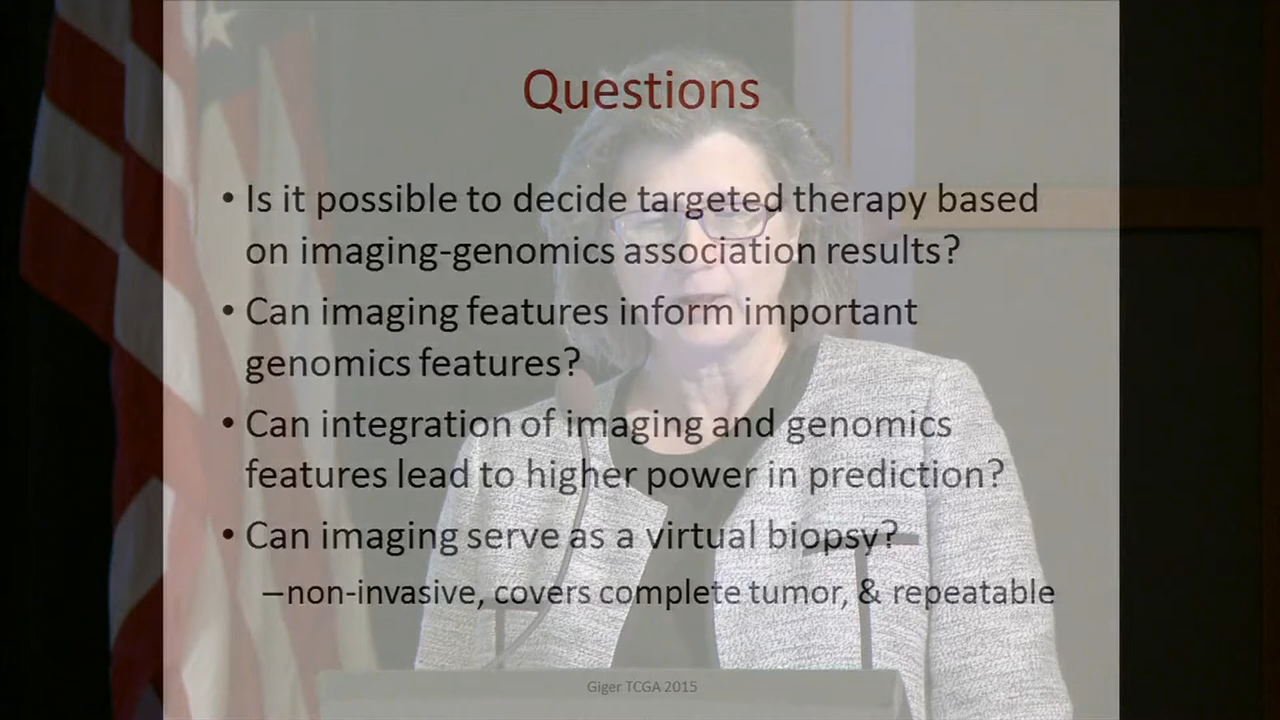 Questions
• Is it possible to decide targeted therapy based
on imaging-genomics association results?
• Can imaging features inform important
genomics features?
• Can integration of imaging and genomics
features lead to higher power in prediction?
• Can imaging serve as a virtual biopsy?
–non-invasive, covers complete tumor, & repeatable
Giger TCGA 2015